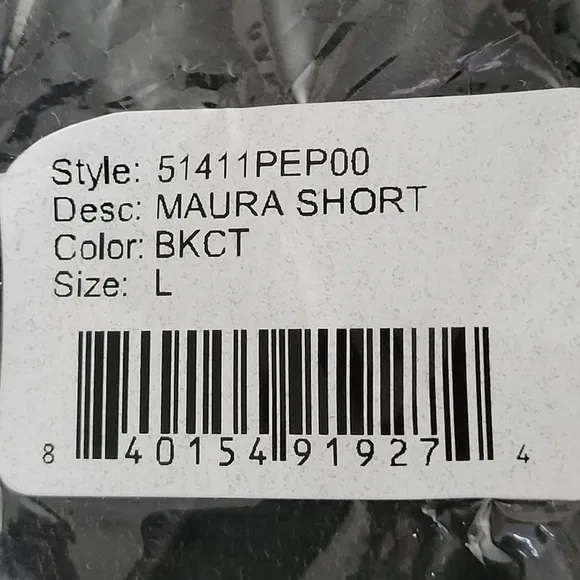 Style: 51411PEP00
Desc: MAURA SHORT
Color: BKCT
Size: L
8 40154 91927 4